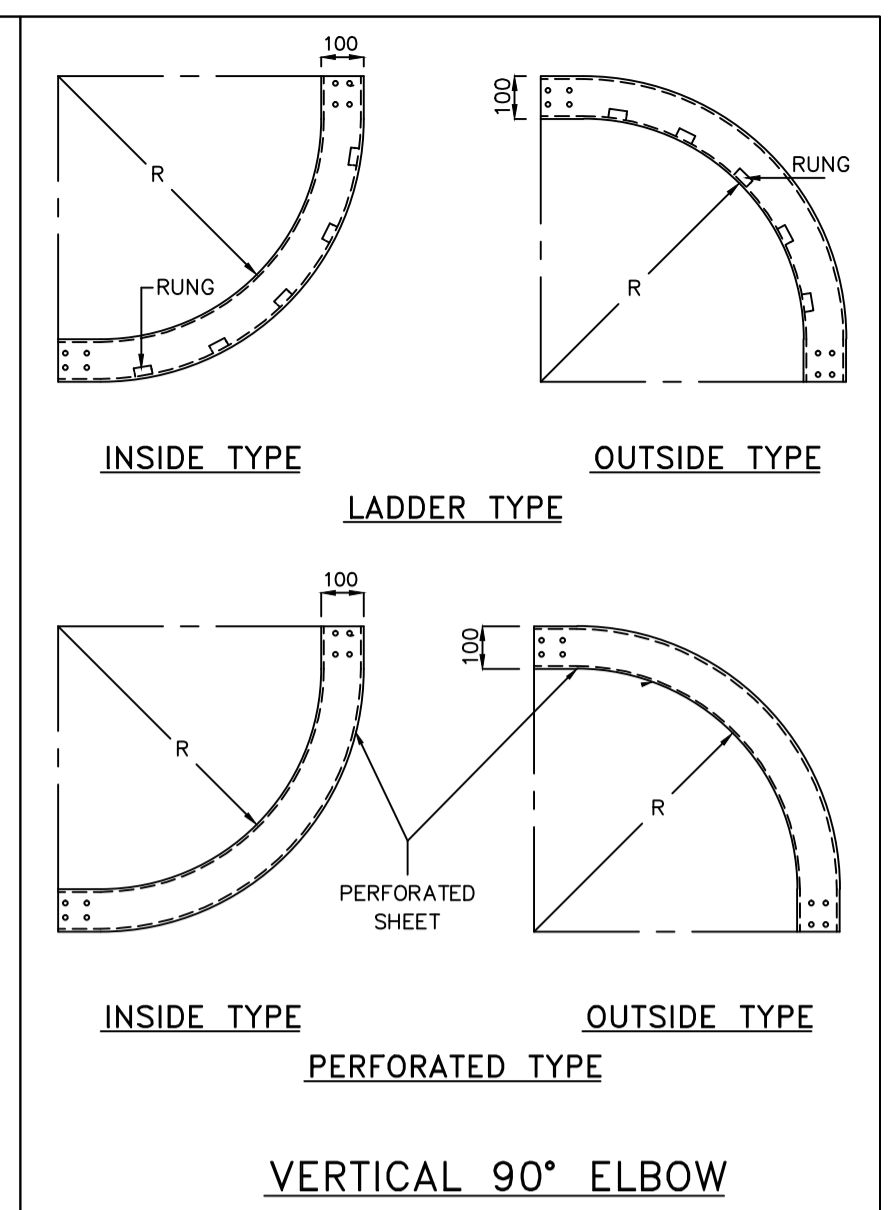 100
100
R
RUNG
RUNG
R
INSIDE TYPE
OUTSIDE TYPE
LADDER TYPE
100
100
R
R
PERFORATED
SHEET
INSIDE TYPE
OUTSIDE TYPE
PERFORATED TYPE
VERTICAL 90° ELBOW